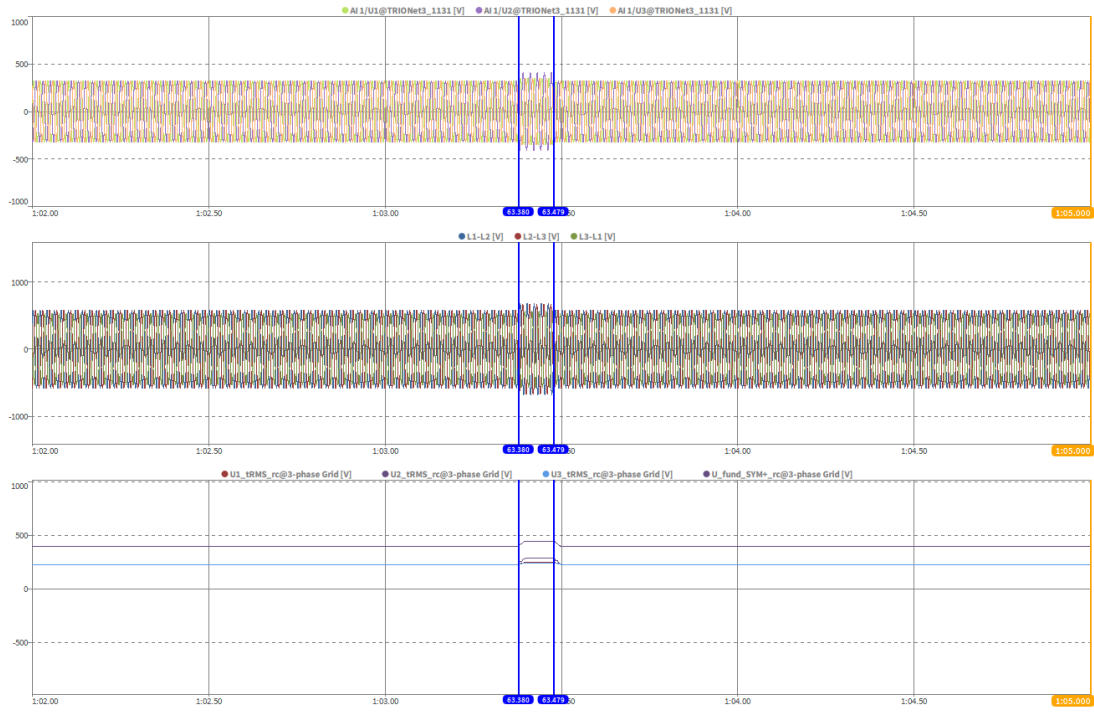 AI 1/U1@TRIONet3_1131 [V] AI 1/U2@TRIONet3_1131 [V] AI 1/U3@TRIONet3_1131 [V]
1000
500
0
-500
-1000
1:02.00 1:02.50 1:03.00 63.380 63.479 50 1:04.00 1:04.50 1:05.000
L1-L2 [V] L2-L3 [V] L3-L1 [V]
1000
0
-1000
1:02.00 1:02.50 1:03.00 63.380 63.479 50 1:04.00 1:04.50 1:05.000
U1_tRMS_rc@3-phase Grid [V] U2_tRMS_rc@3-phase Grid [V] U3_tRMS_rc@3-phase Grid [V] U_fund_SYM+_rc@3-phase Grid [V]
1000
500
0
-500
1:02.00 1:02.50 1:03.00 63.380 63.479 50 1:04.00 1:04.50 1:05.000